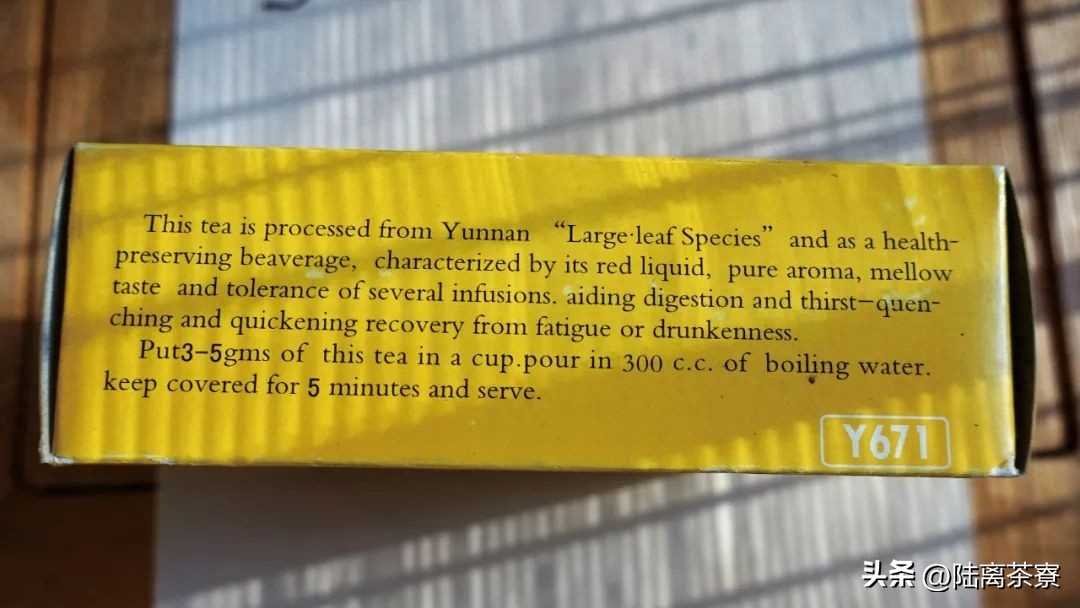 This tea is processed from Yunnan “Large·leaf Species” and as a health-
preserving beaverage, characterized by its red liquid, pure aroma, mellow
taste and tolerance of several infusions. aiding digestion and thirst-quen-
ching and quickening recovery from fatigue or drunkenness.
Put3-5gms of this tea in a cup.pour in 300 c.c. of boiling water.
keep covered for 5 minutes and serve.
Y671
头条 @陆离茶寮